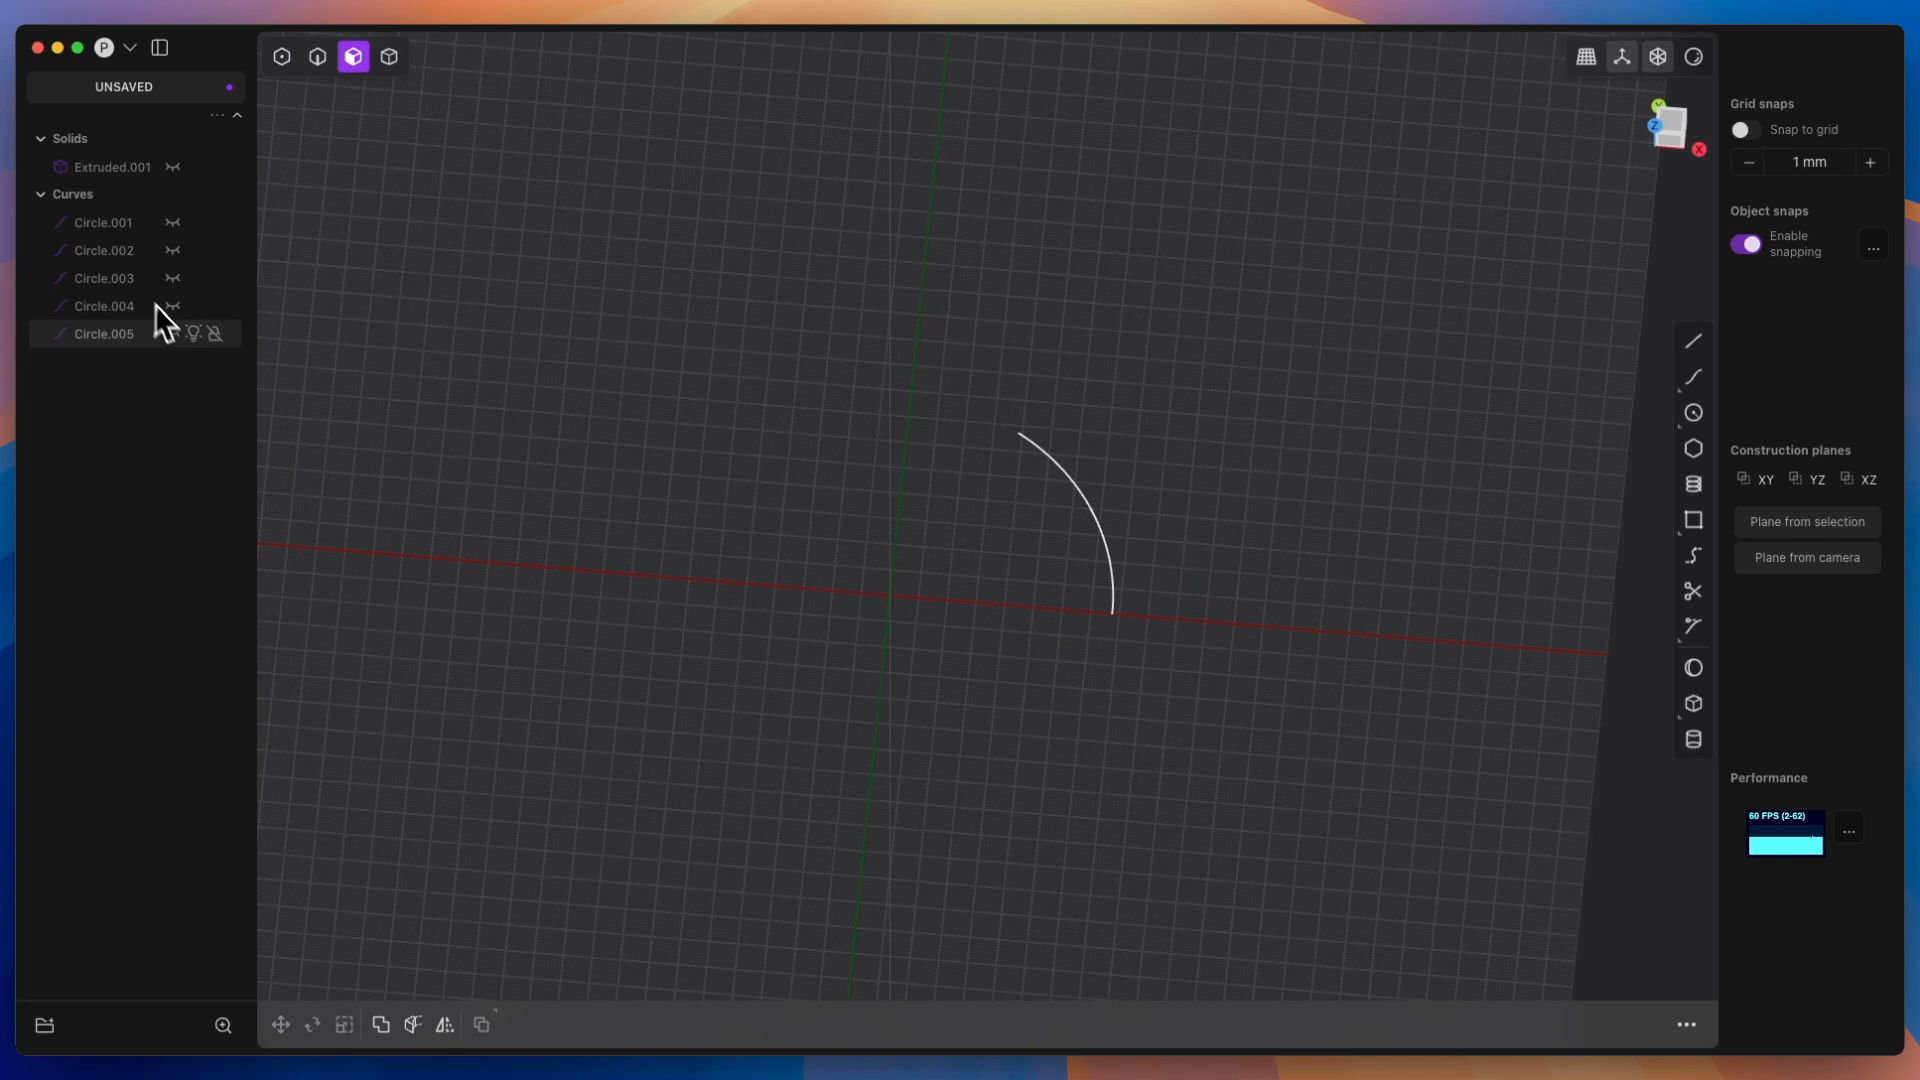 P
UNSAVED
Solids
Extruded.001
Curves
Circle.001
Circle.002
Circle.003
Circle.004
Circle.005
Y
Z
X
Grid snaps
Snap to grid
1 mm
Object snaps
Enable
snapping
Construction planes
XY YZ XZ
Plane from selection
Plane from camera
Performance
60 FPS (2-62)